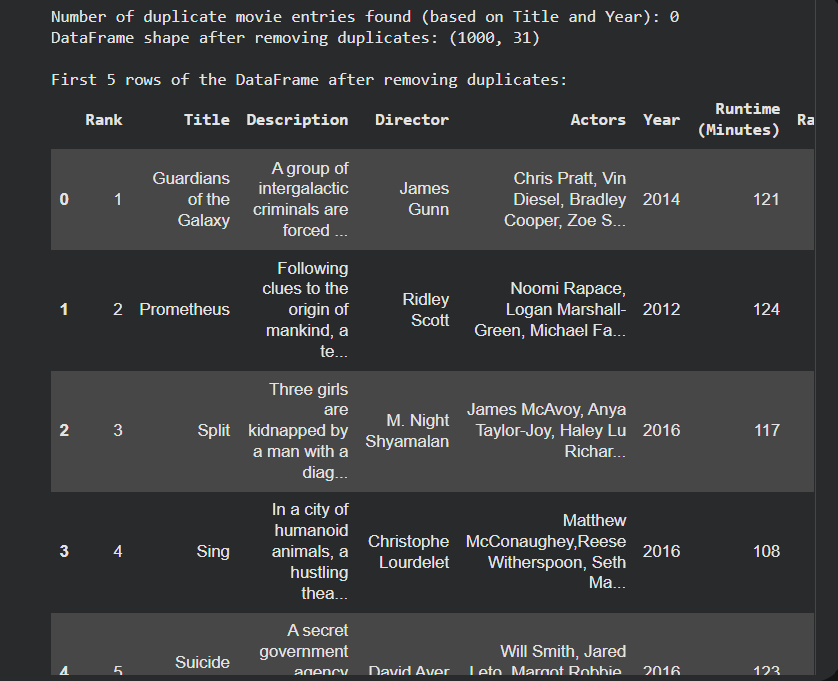 Number of duplicate movie entries found (based on Title and Year): 0
DataFrame shape after removing duplicates: (1000, 31)
First 5 rows of the DataFrame after removing duplicates:
Rank Title Description Director Actors Year Runtime (Minutes) Ra
0 1 Guardians of the Galaxy A group of intergalactic criminals are forced ... James Gunn Chris Pratt, Vin Diesel, Bradley Cooper, Zoe S... 2014 121
1 2 Prometheus Following clues to the origin of mankind, a te... Ridley Scott Noomi Rapace, Logan Marshall-Green, Michael Fa... 2012 124
2 3 Split Three girls are kidnapped by a man with a diag... M. Night Shyamalan James McAvoy, Anya Taylor-Joy, Haley Lu Richar... 2016 117
3 4 Sing In a city of humanoid animals, a hustling thea... Christophe Lourdelet Matthew McConaughey,Reese Witherspoon, Seth Ma... 2016 108
4 5 Suicide A secret government agency David Ayer Will Smith, Jared Leto, Margot Robbie, 2016 123